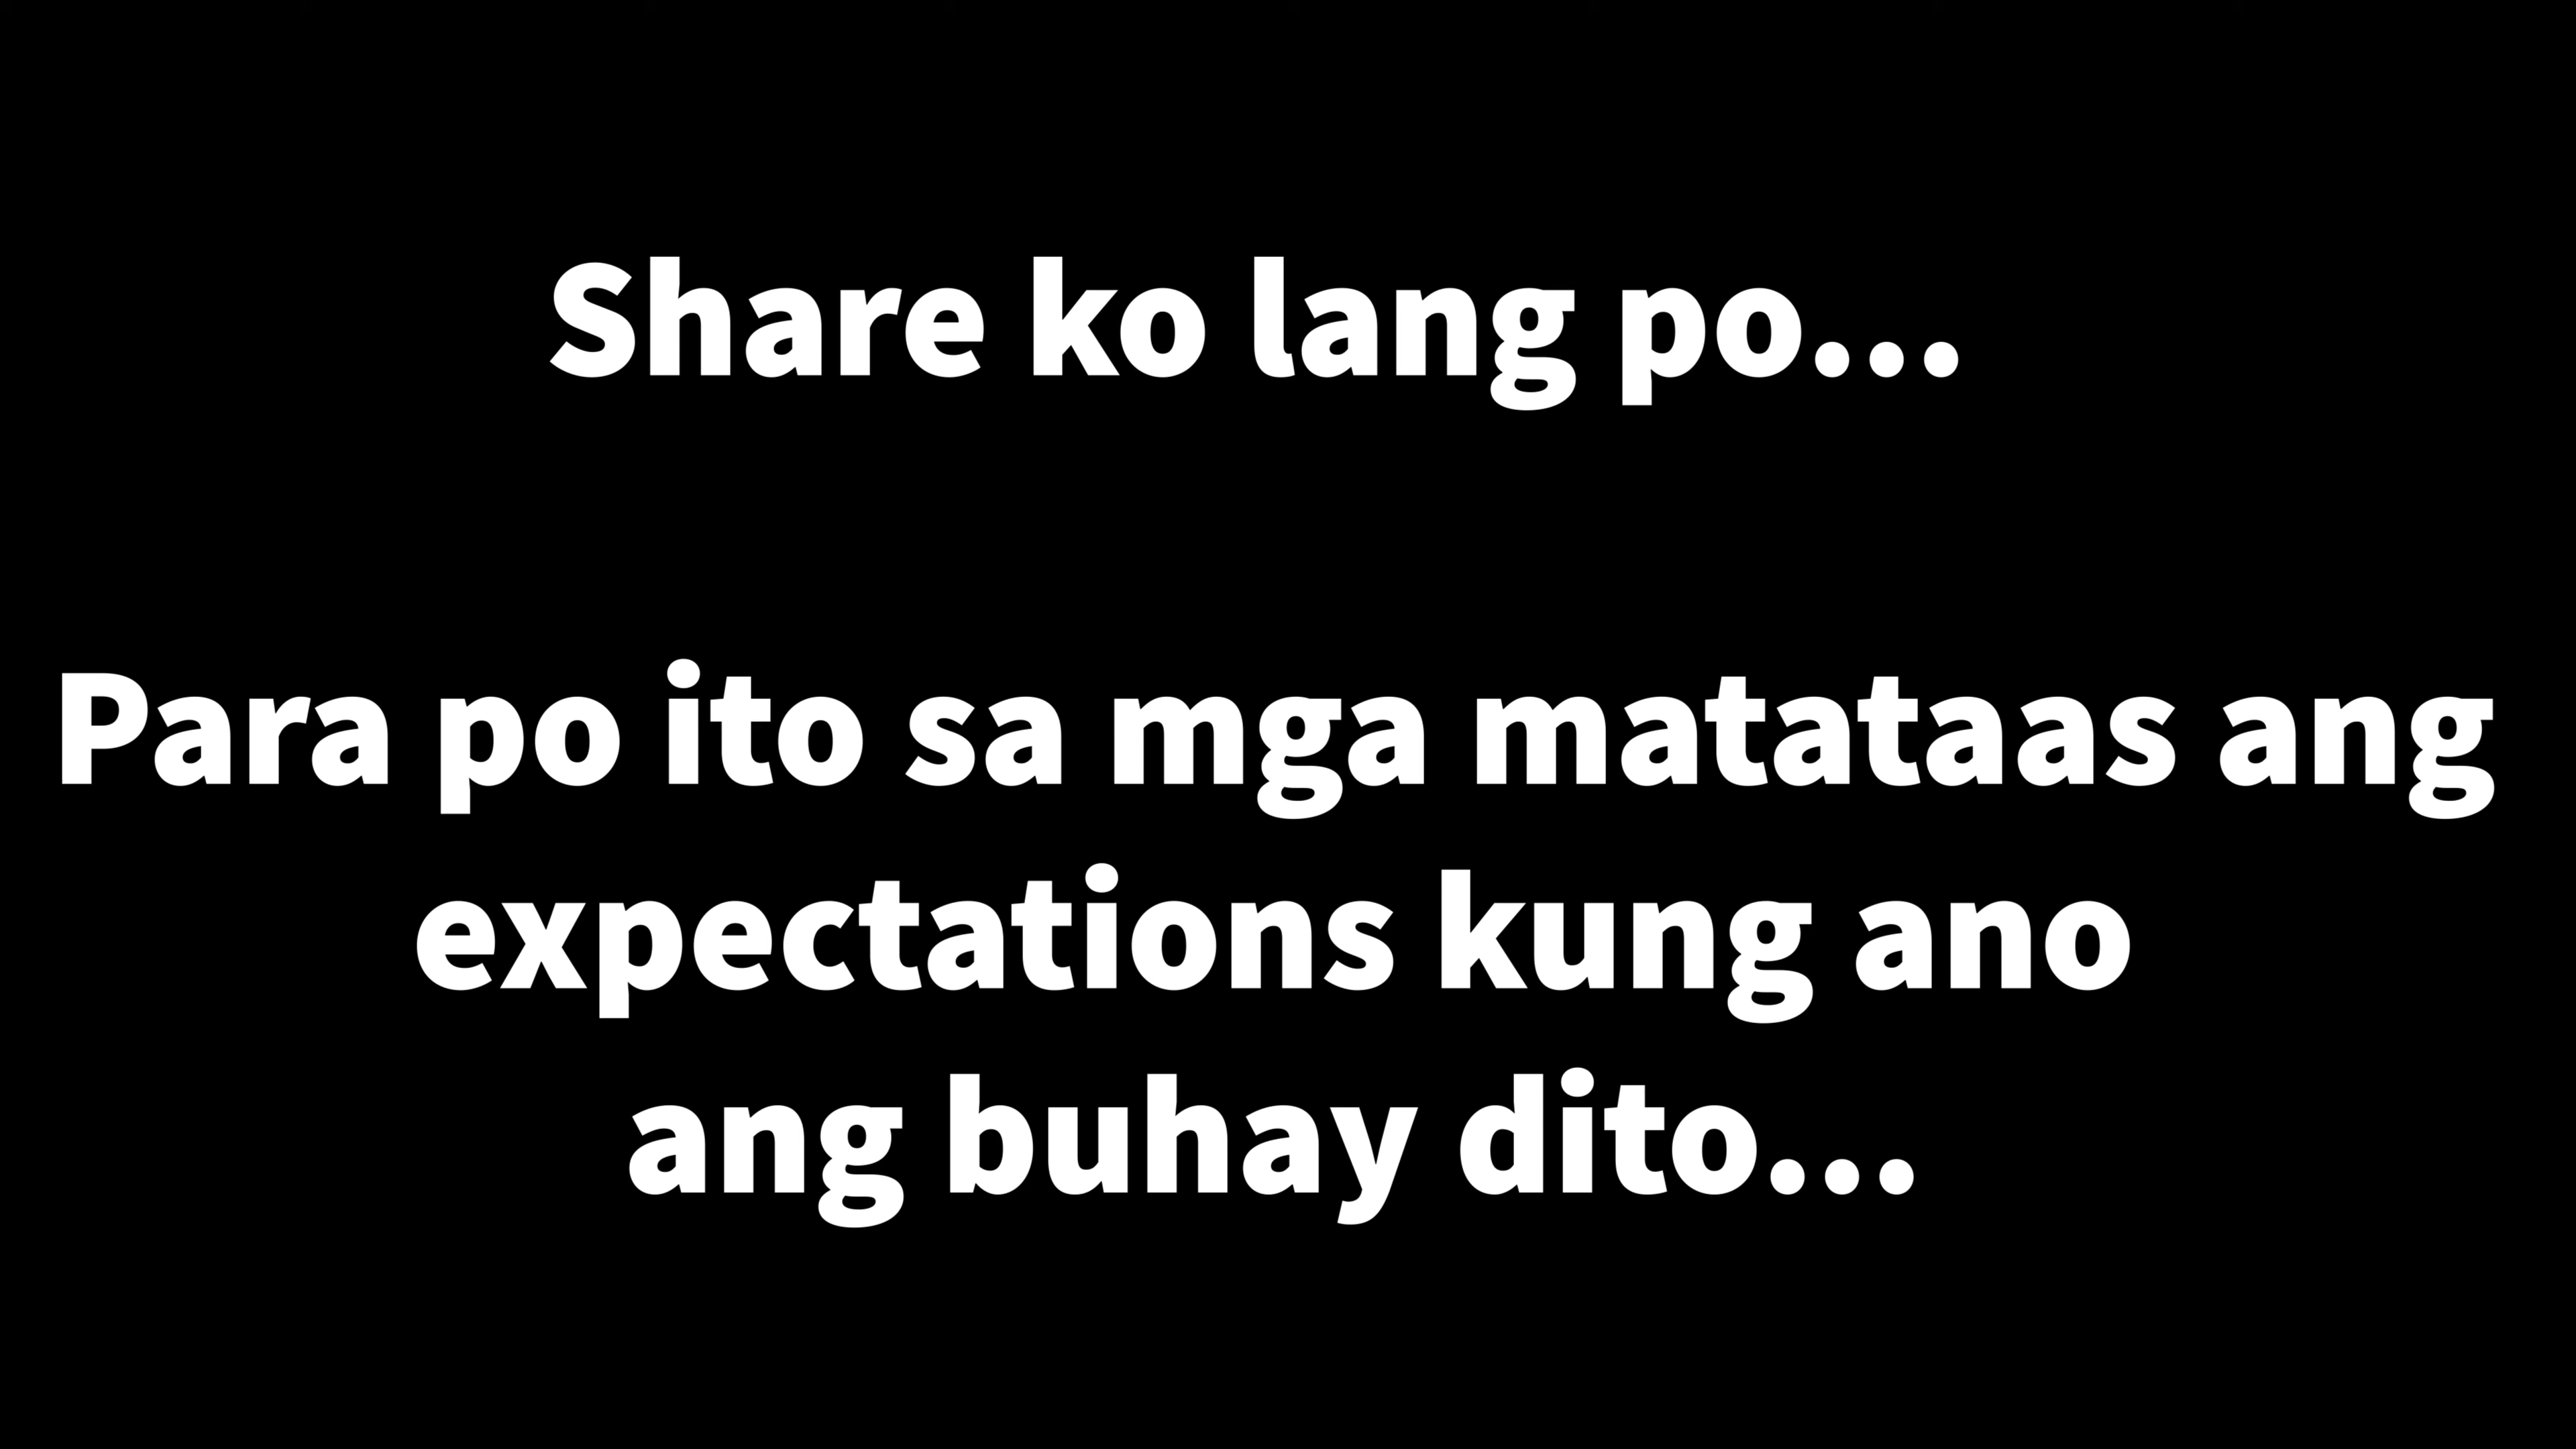 Share ko lang po...
Para po ito sa mga matataas ang
expectations kung ano
ang buhay dito...